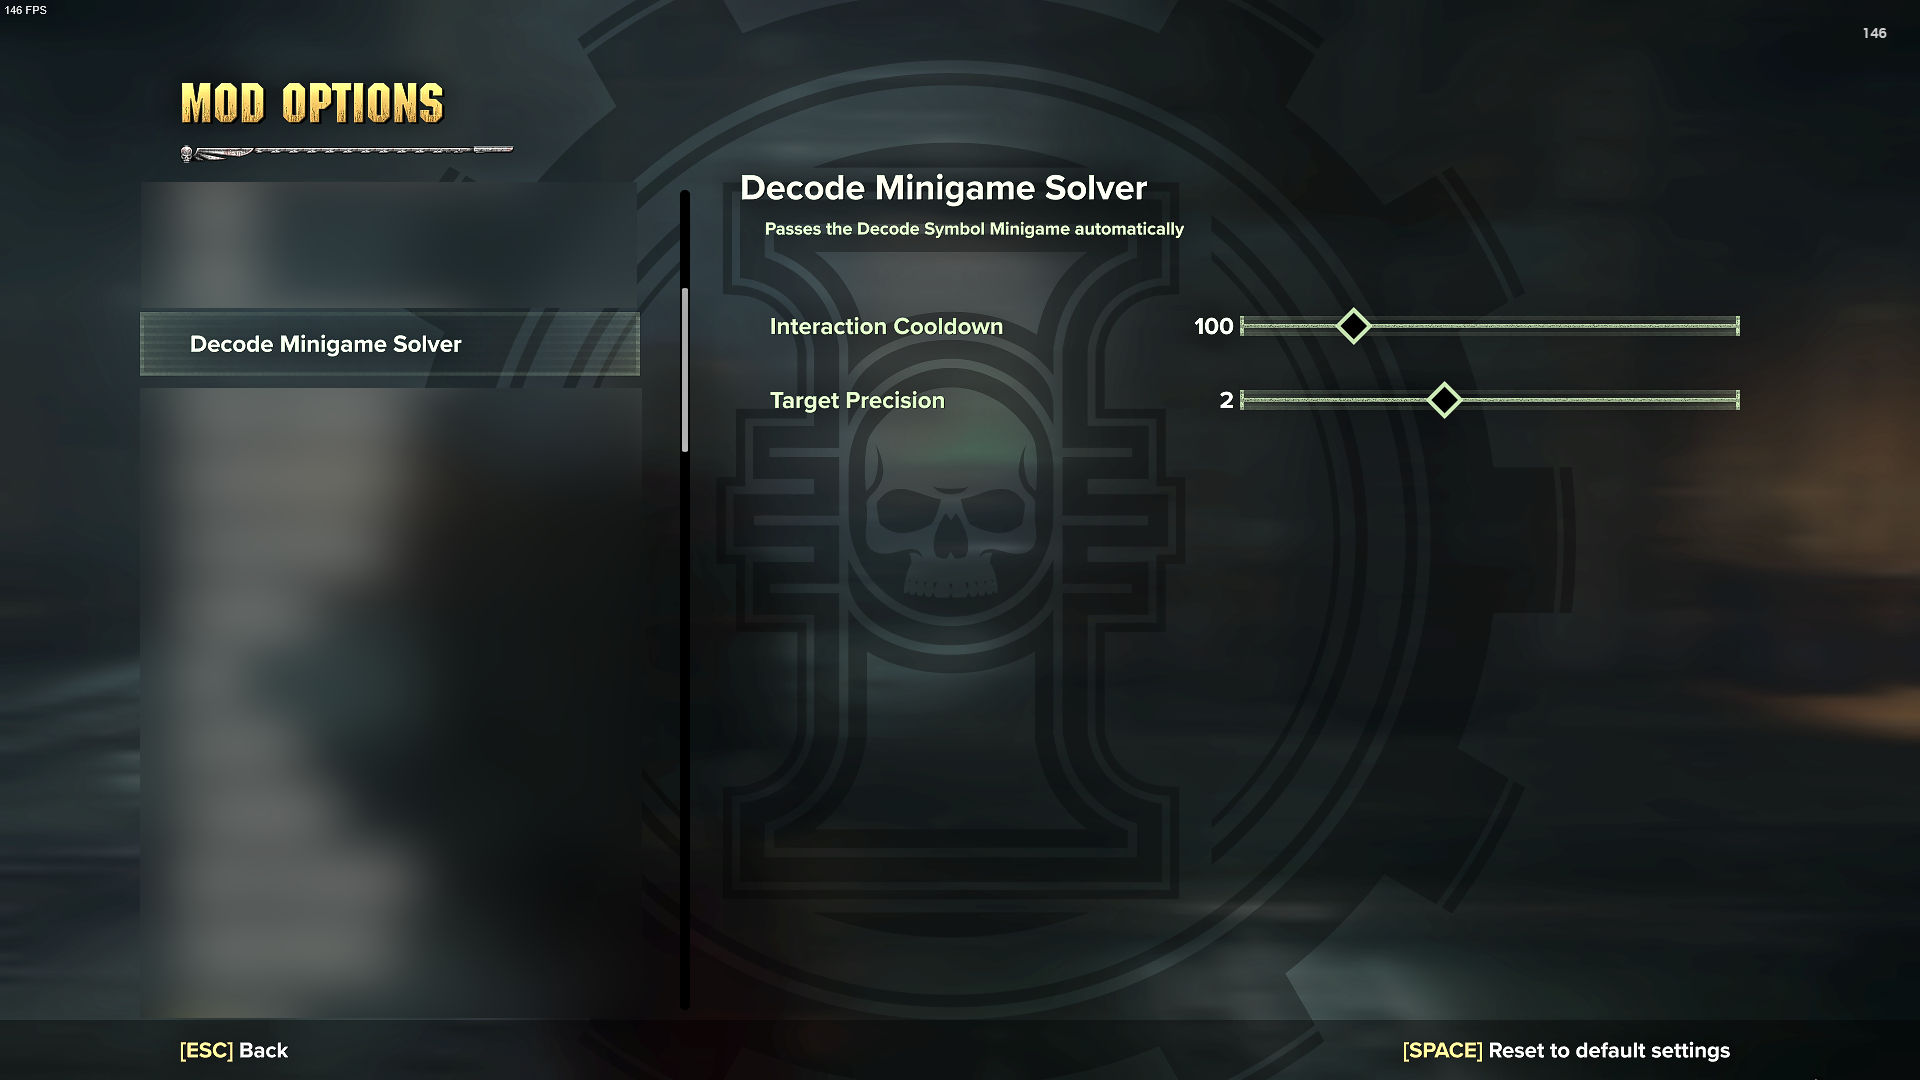 146 FPS
146
MOD OPTIONS
Decode Minigame Solver
Decode Minigame Solver
Passes the Decode Symbol Minigame automatically
Interaction Cooldown
100
Target Precision
2
[ESC] Back
[SPACE] Reset to default settings